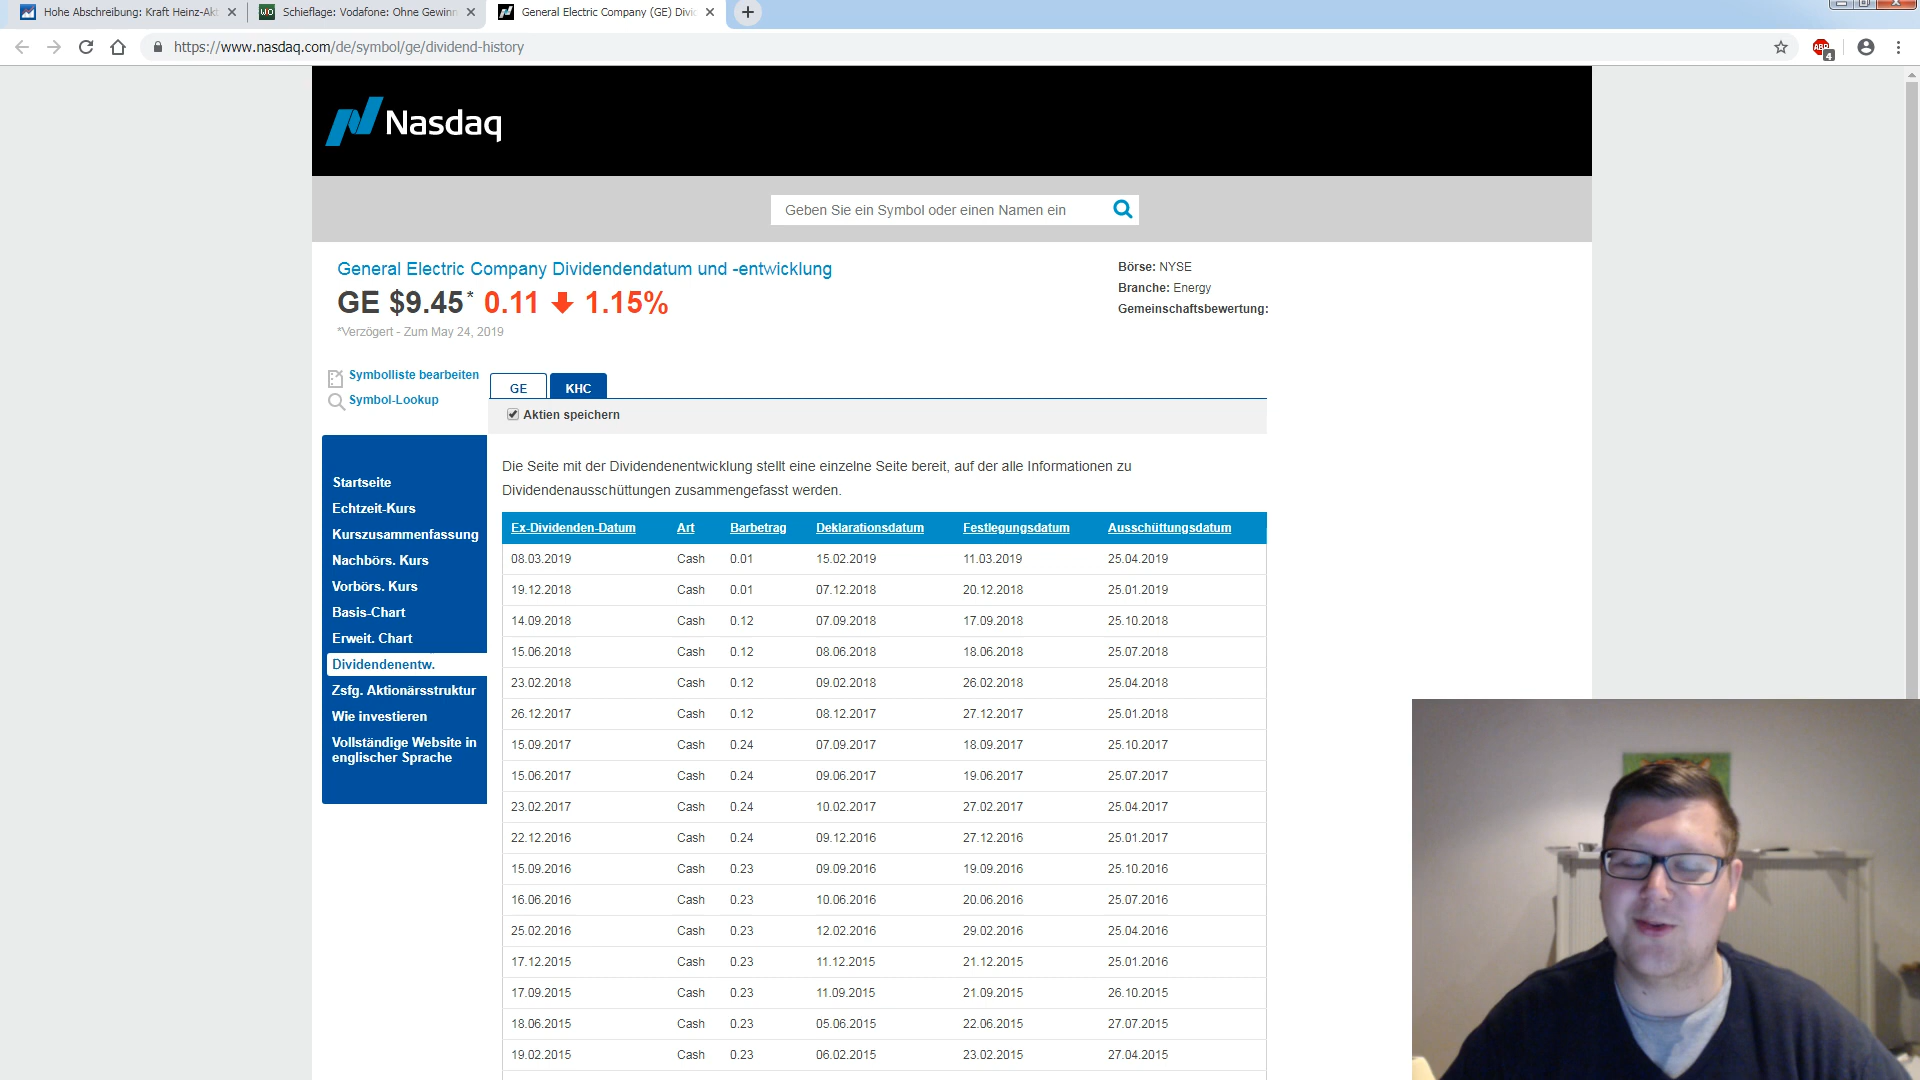 Hohe Abschreibung: Kraft Heinz-Akt
Schieflage: Vodafone: Ohne Gewinn
General Electric Company (GE) Divid
https://www.nasdaq.com/de/symbol/ge/dividend-history
ABP
4
Nasdaq
Geben Sie ein Symbol oder einen Namen ein
General Electric Company Dividendendatum und -entwicklung
GE $9.45* 0.11 1.15%
*Verzögert - Zum May 24, 2019
Börse: NYSE
Branche: Energy
Gemeinschaftsbewertung:
Symbolliste bearbeiten
Symbol-Lookup
GE KHC
Aktien speichern
Startseite
Echtzeit-Kurs
Kurszusammenfassung
Nachbörs. Kurs
Vorbörs. Kurs
Basis-Chart
Erweit. Chart
Dividendenentw.
Zsfg. Aktionärsstruktur
Wie investieren
Vollständige Website in
englischer Sprache
Die Seite mit der Dividendenentwicklung stellt eine einzelne Seite bereit, auf der alle Informationen zu
Dividendenausschüttungen zusammengefasst werden.
Ex-Dividenden-Datum Art Barbetrag Deklarationsdatum Festlegungsdatum Ausschüttungsdatum
08.03.2019 Cash 0.01 15.02.2019 11.03.2019 25.04.2019
19.12.2018 Cash 0.01 07.12.2018 20.12.2018 25.01.2019
14.09.2018 Cash 0.12 07.09.2018 17.09.2018 25.10.2018
15.06.2018 Cash 0.12 08.06.2018 18.06.2018 25.07.2018
23.02.2018 Cash 0.12 09.02.2018 26.02.2018 25.04.2018
26.12.2017 Cash 0.12 08.12.2017 27.12.2017 25.01.2018
15.09.2017 Cash 0.24 07.09.2017 18.09.2017 25.10.2017
15.06.2017 Cash 0.24 09.06.2017 19.06.2017 25.07.2017
23.02.2017 Cash 0.24 10.02.2017 27.02.2017 25.04.2017
22.12.2016 Cash 0.24 09.12.2016 27.12.2016 25.01.2017
15.09.2016 Cash 0.23 09.09.2016 19.09.2016 25.10.2016
16.06.2016 Cash 0.23 10.06.2016 20.06.2016 25.07.2016
25.02.2016 Cash 0.23 12.02.2016 29.02.2016 25.04.2016
17.12.2015 Cash 0.23 11.12.2015 21.12.2015 25.01.2016
17.09.2015 Cash 0.23 11.09.2015 21.09.2015 26.10.2015
18.06.2015 Cash 0.23 05.06.2015 22.06.2015 27.07.2015
19.02.2015 Cash 0.23 06.02.2015 23.02.2015 27.04.2015